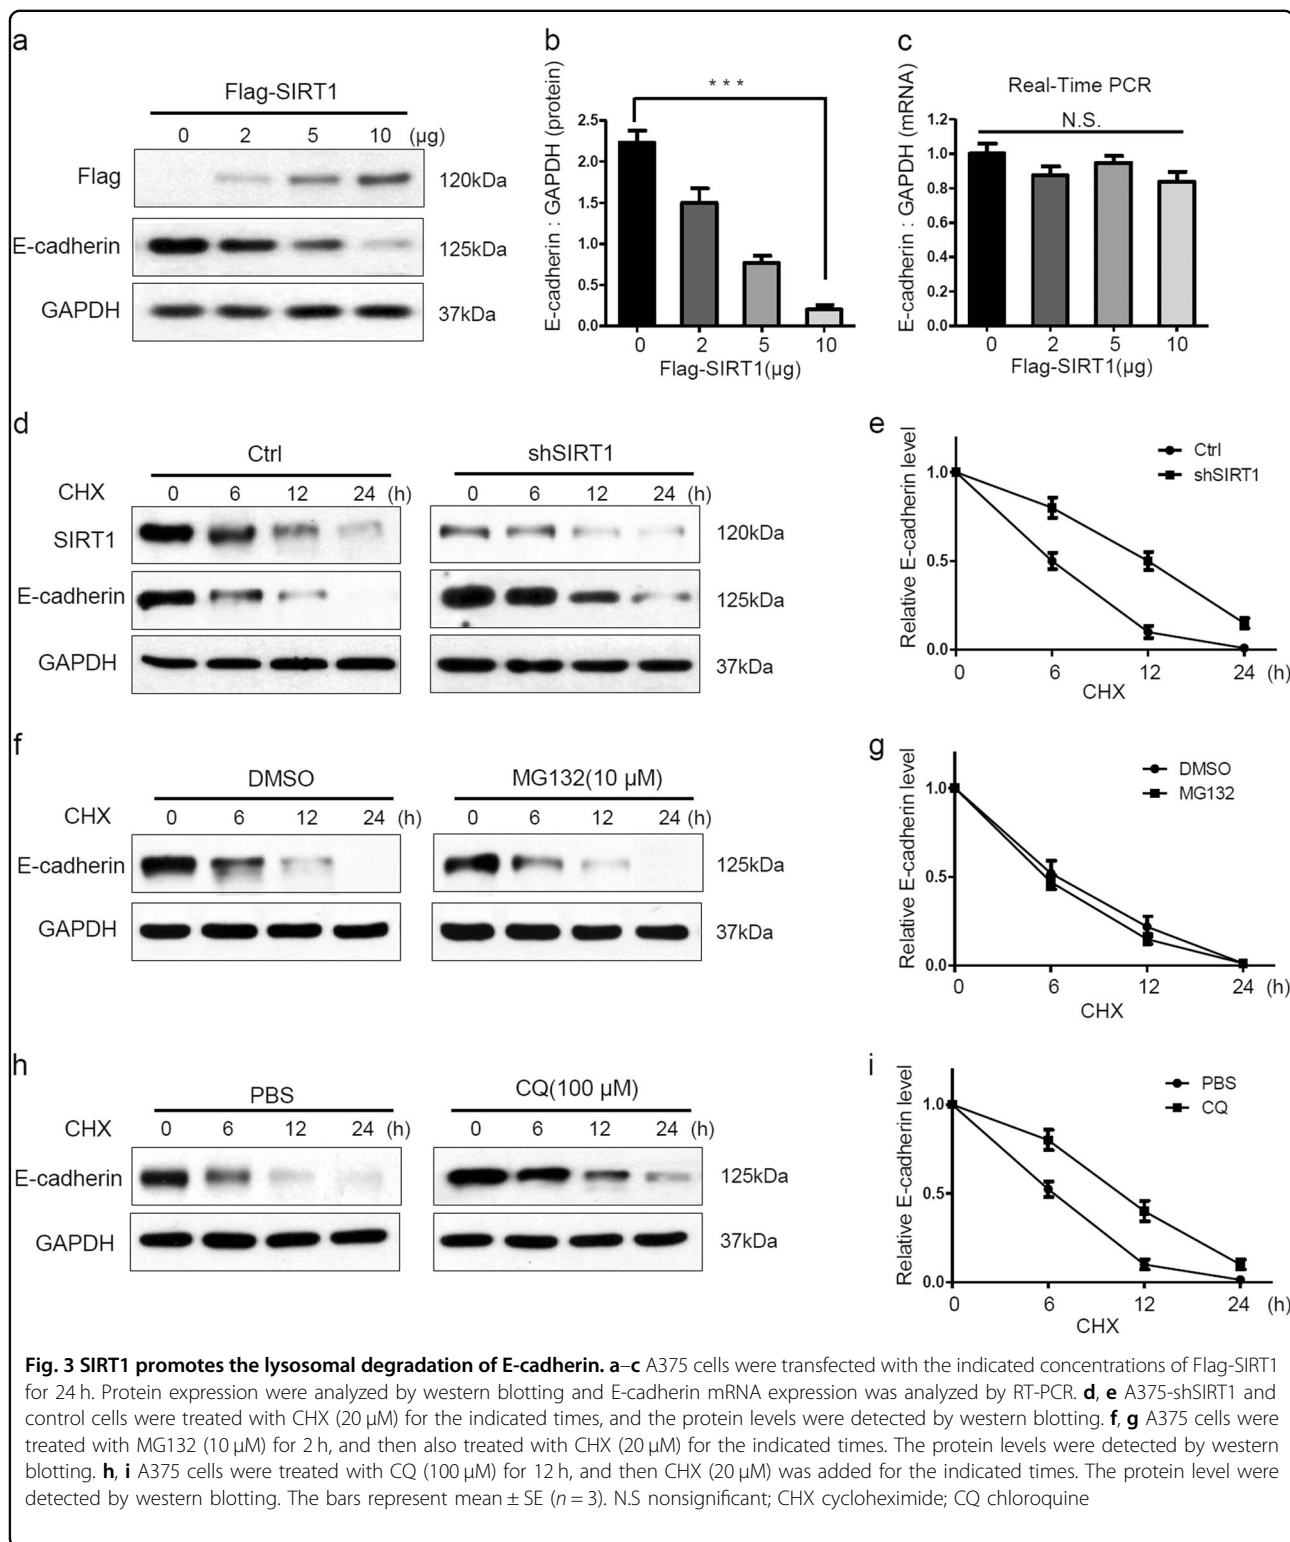 a
Flag-SIRT1
0 2 5 10 (µg)
Flag 120kDa
E-cadherin 125kDa
GAPDH 37kDa
b
***
E-cadherin : GAPDH (protein)
2.5
2.0
1.5
1.0
0.5
0.0
0 2 5 10
Flag-SIRT1(µg)
c
Real-Time PCR
N.S.
E-cadherin : GAPDH (mRNA)
1.2
1.0
0.8
0.6
0.4
0.2
0.0
0 2 5 10
Flag-SIRT1(µg)
d
Ctrl shSIRT1
CHX 0 6 12 24 (h) 0 6 12 24 (h)
SIRT1 120kDa
E-cadherin 125kDa
GAPDH 37kDa
e
Ctrl
shSIRT1
Relative E-cadherin level
1.0
0.5
0.0
0 6 12 24 (h)
CHX
f
DMSO MG132(10 µM)
CHX 0 6 12 24 (h) 0 6 12 24 (h)
E-cadherin 125kDa
GAPDH 37kDa
g
DMSO
MG132
Relative E-cadherin level
1.0
0.5
0.0
0 6 12 24 (h)
CHX
h
PBS CQ(100 µM)
CHX 0 6 12 24 (h) 0 6 12 24 (h)
E-cadherin 125kDa
GAPDH 37kDa
i
PBS
CQ
Relative E-cadherin level
1.0
0.5
0.0
0 6 12 24 (h)
CHX
Fig. 3 SIRT1 promotes the lysosomal degradation of E-cadherin. a–c A375 cells were transfected with the indicated concentrations of Flag-SIRT1
for 24 h. Protein expression were analyzed by western blotting and E-cadherin mRNA expression was analyzed by RT-PCR. d, e A375-shSIRT1 and
control cells were treated with CHX (20 µM) for the indicated times, and the protein levels were detected by western blotting. f, g A375 cells were
treated with MG132 (10 µM) for 2 h, and then also treated with CHX (20 µM) for the indicated times. The protein levels were detected by western
blotting. h, i A375 cells were treated with CQ (100 µM) for 12 h, and then CHX (20 µM) was added for the indicated times. The protein level were
detected by western blotting. The bars represent mean ± SE (n = 3). N.S nonsignificant; CHX cycloheximide; CQ chloroquine